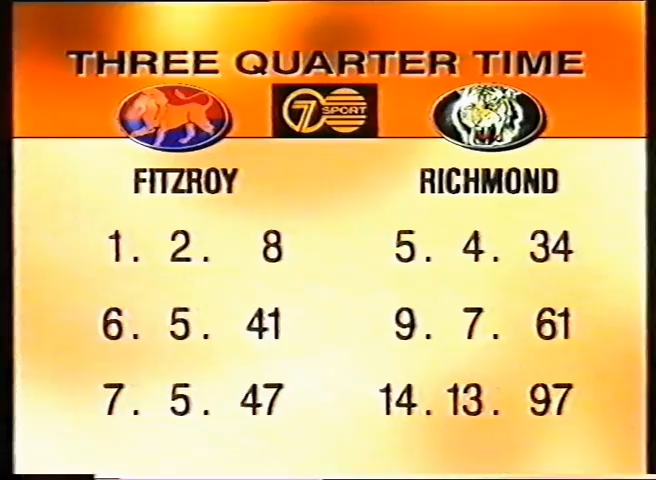 THREE QUARTER TIME
7 SPORT
FITZROY RICHMOND
1. 2. 8 5. 4. 34
6. 5. 41 9. 7. 61
7. 5. 47 14. 13. 97